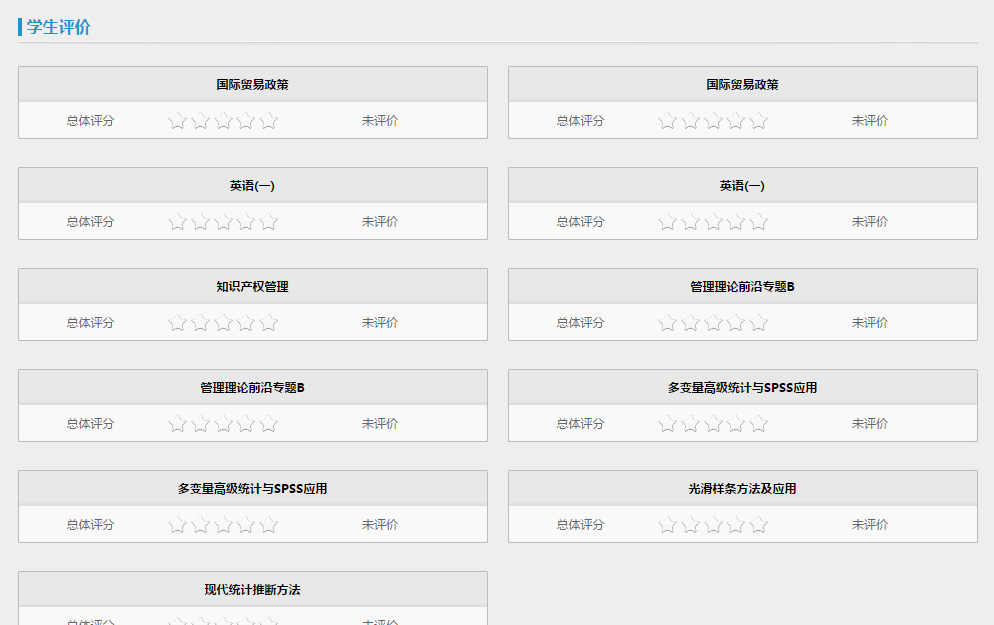 学生评价
国际贸易政策
国际贸易政策
总体评分 未评价
总体评分 未评价
英语(一)
英语(一)
总体评分 未评价
总体评分 未评价
知识产权管理
管理理论前沿专题B
总体评分 未评价
总体评分 未评价
管理理论前沿专题B
多变量高级统计与SPSS应用
总体评分 未评价
总体评分 未评价
多变量高级统计与SPSS应用
光滑样条方法及应用
总体评分 未评价
总体评分 未评价
现代统计推断方法
总体评分 未评价